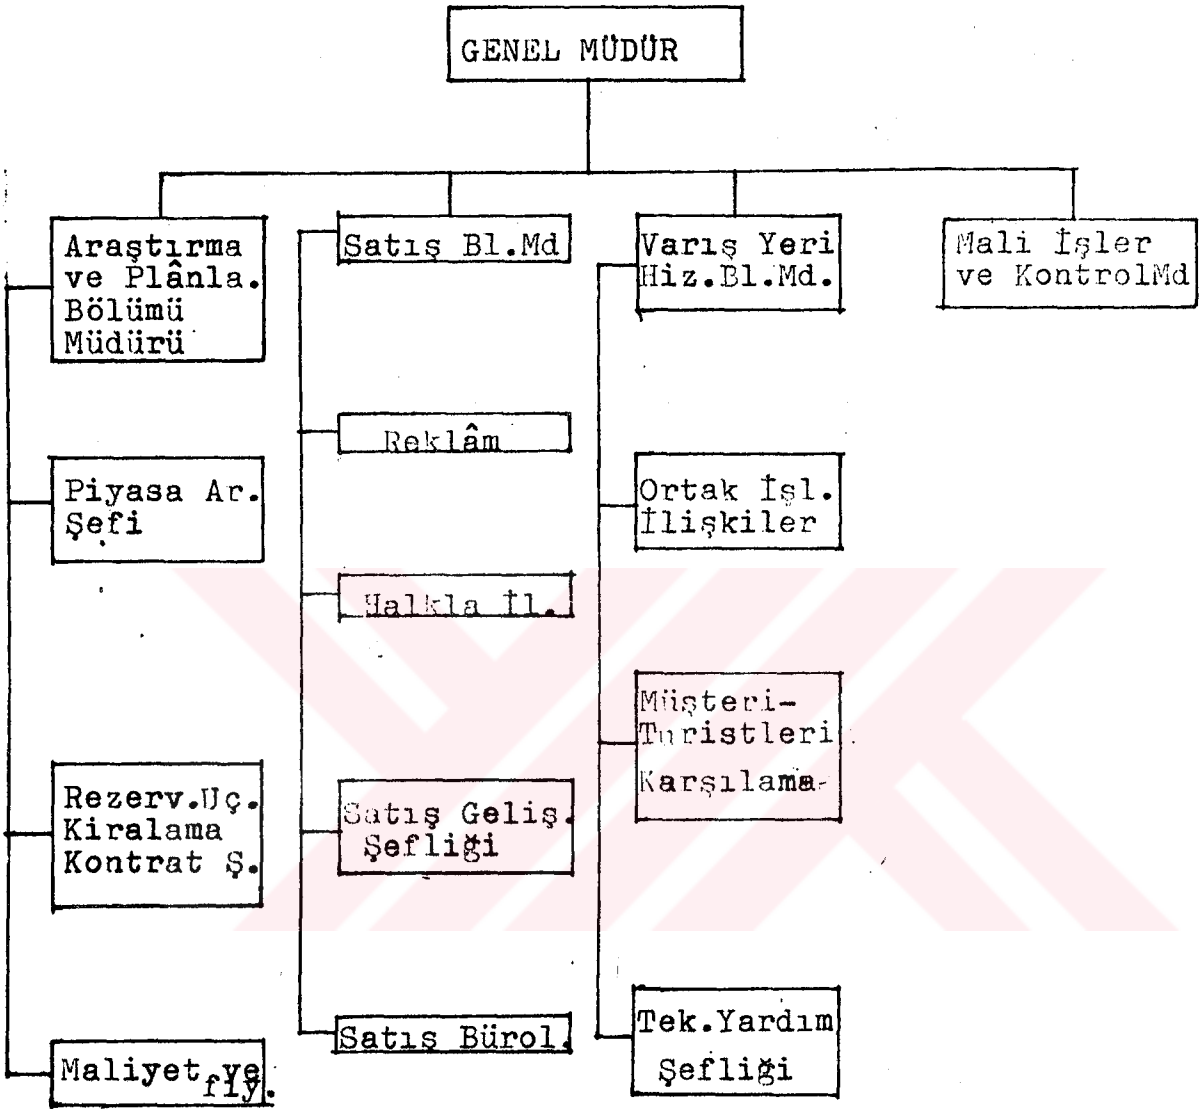 GENEL MÜDÜR
Araştırma
ve Plânla.
Bölümü
Müdürü
Satış Bl.Md
Varış Yeri
Hiz.Bl.Md.
Mali İşler
ve KontrolMd
Reklâm
Piyasa Ar.
Şefi
Ortak İşl.
İlişkiler
Halkla İl.
Müşteri-
Turistleri
Karşılama-
Rezerv.Uç.
Kiralama
Kontrat Ş.
Satış Geliş.
Şefliği
Satış Bürol.
Tek.Yardım
Şefliği
Maliyet ve
fiy.